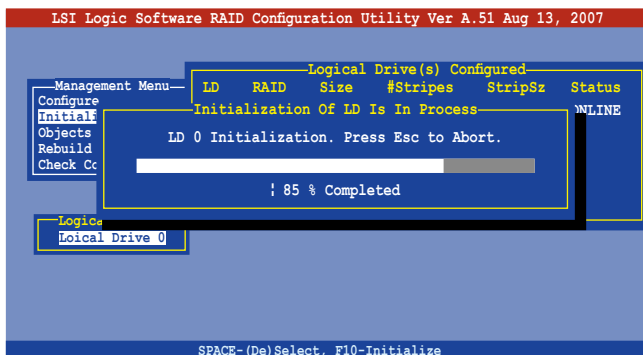 LSI Logic Software RAID Configuration Utility Ver A.51 Aug 13, 2007
Logical Drive(s) Configured
Management Menu
LD RAID Size #Stripes StripSz Status
Configure
Initiali
Initialization Of LD Is In Process
ONLINE
Objects
LD 0 Initialization. Press Esc to Abort.
Rebuild
Check Co
¦ 85 % Completed
Logica
Loical Drive 0
SPACE-(De)Select, F10-Initialize